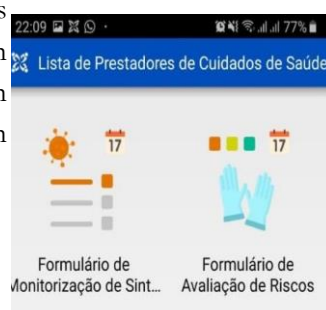 22:09 77%
Lista de Prestadores de Cuidados de Saúde
17 17
Formulário de
Monitorização de Sint...
Formulário de
Avaliação de Riscos